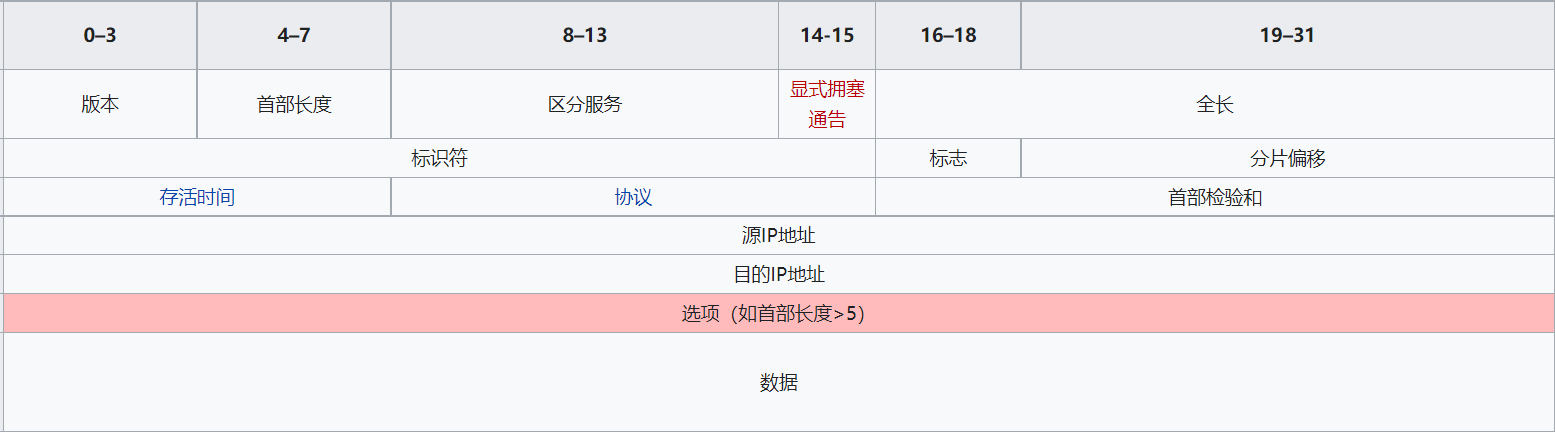 0–3 4–7 8–13 14-15 16–18 19–31
版本 首部长度 区分服务 显式拥塞通告 全长
标识符 标志 分片偏移
存活时间 协议 首部检验和
源IP地址
目的IP地址
选项（如首部长度>5）
数据